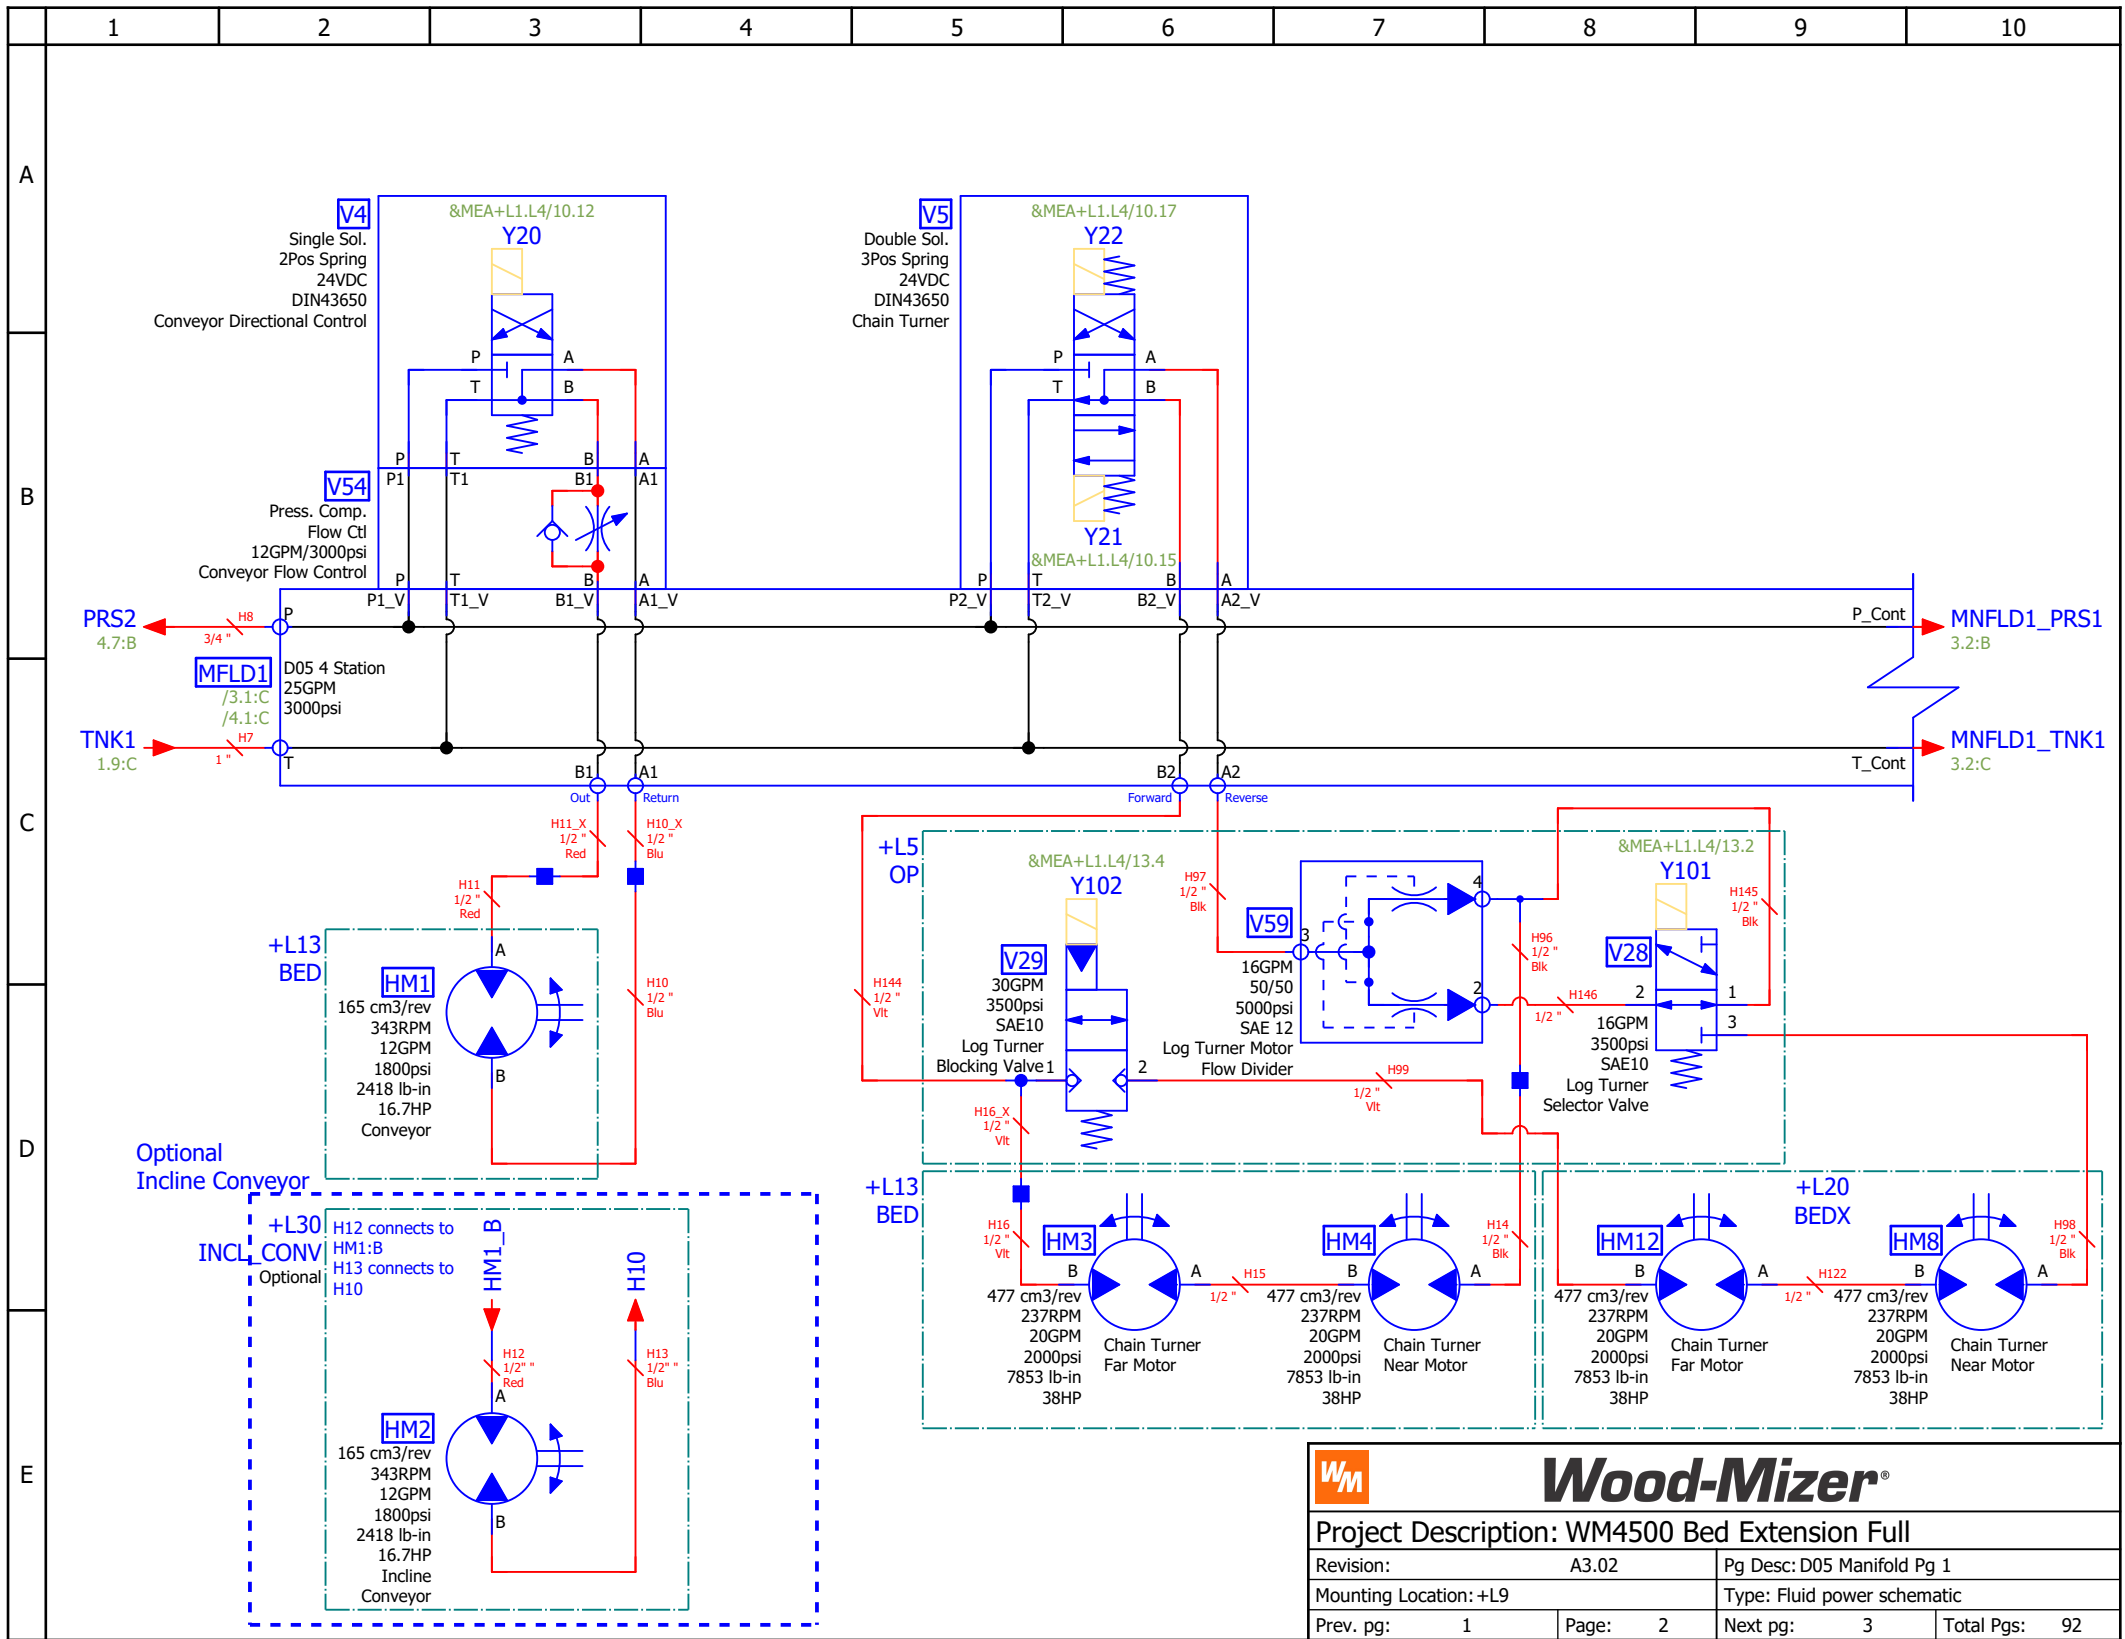 1 2 3 4 5 6 7 8 9 10
A
B
C
D
E
V4
Single Sol.
2Pos Spring
24VDC
DIN43650
Conveyor Directional Control
&MEA+L1.L4/10.12
Y20
P A
T B
P T B A
P1 T1 B1 A1
V54
Press. Comp.
Flow Ctl
12GPM/3000psi
Conveyor Flow Control
P T B A
P1_V T1_V B1_V A1_V
V5
Double Sol.
3Pos Spring
24VDC
DIN43650
Chain Turner
&MEA+L1.L4/10.17
Y22
P A
T B
Y21
&MEA+L1.L4/10.15
P T B A
P2_V T2_V B2_V A2_V
PRS2
4.7:B
H8
3/4 "
P
P_Cont
MNFLD1_PRS1
3.2:B
MFLD1
/3.1:C
/4.1:C
D05 4 Station
25GPM
3000psi
TNK1
1.9:C
H7
1 "
T
T_Cont
MNFLD1_TNK1
3.2:C
B1 A1
Out Return
B2 A2
Forward Reverse
H11_X
1/2 "
Red
H10_X
1/2 "
Blu
H11
1/2 "
Red
+L13
BED
HM1
165 cm3/rev
343RPM
12GPM
1800psi
2418 lb-in
16.7HP
Conveyor
A
B
H10
1/2 "
Blu
Optional
Incline Conveyor
+L30
INCL_CONV
Optional
H12 connects to
HM1:B
H13 connects to
H10
HM1_B
H10
H12
1/2" "
Red
H13
1/2" "
Blu
HM2
165 cm3/rev
343RPM
12GPM
1800psi
2418 lb-in
16.7HP
Incline
Conveyor
A
B
+L5
OP
&MEA+L1.L4/13.4
Y102
H144
1/2 "
Vlt
V29
30GPM
3500psi
SAE10
Log Turner
Blocking Valve
1 2
H97
1/2 "
Blk
V59
16GPM
50/50
5000psi
SAE 12
Log Turner Motor
Flow Divider
3
4
2
H96
1/2 "
Blk
H146
1/2 "
&MEA+L1.L4/13.2
Y101
V28
16GPM
3500psi
SAE10
Log Turner
Selector Valve
2 1
3
H145
1/2 "
Blk
H99
1/2 "
Vlt
H16_X
1/2 "
Vlt
+L13
BED
H16
1/2 "
Vlt
HM3
B A
477 cm3/rev
237RPM
20GPM
2000psi
7853 lb-in
38HP
Chain Turner
Far Motor
H15
1/2 "
HM4
B A
477 cm3/rev
237RPM
20GPM
2000psi
7853 lb-in
38HP
Chain Turner
Near Motor
H14
1/2 "
Blk
+L20
BEDX
HM12
B A
477 cm3/rev
237RPM
20GPM
2000psi
7853 lb-in
38HP
Chain Turner
Far Motor
H122
1/2 "
HM8
B A
477 cm3/rev
237RPM
20GPM
2000psi
7853 lb-in
38HP
Chain Turner
Near Motor
H98
1/2 "
Blk
WM
Wood-Mizer®
Project Description: WM4500 Bed Extension Full
Revision: A3.02 Pg Desc: D05 Manifold Pg 1
Mounting Location: +L9 Type: Fluid power schematic
Prev. pg: 1 Page: 2 Next pg: 3 Total Pgs: 92